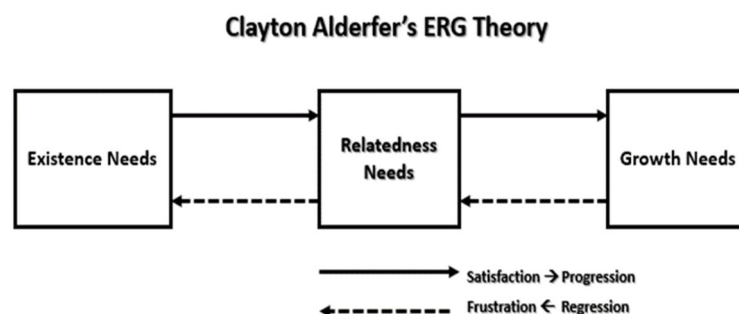 Clayton Alderfer's ERG Theory
Existence Needs
Relatedness
Needs
Growth Needs
Satisfaction → Progression
Frustration ← Regression